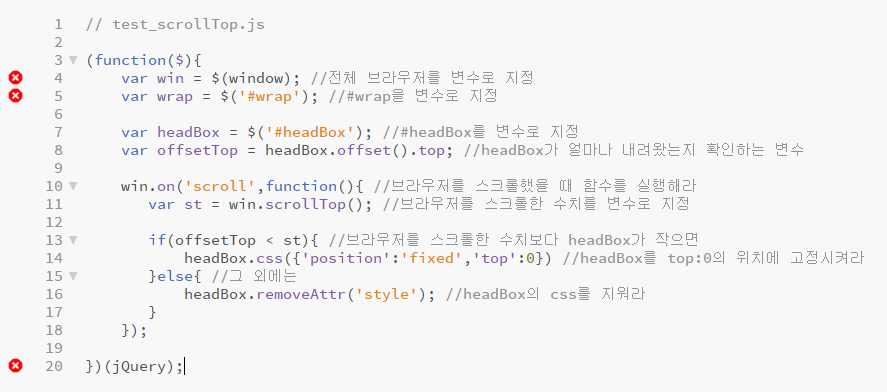 1 // test_scrollTop.js
2
3 (function($){
4 var win = $(window); //전체 브라우저를 변수로 지정
5 var wrap = $('#wrap'); //#wrap을 변수로 지정
6
7 var headBox = $('#headBox'); //#headBox를 변수로 지정
8 var offsetTop = headBox.offset().top; //headBox가 얼마나 내려왔는지 확인하는 변수
9
10 win.on('scroll',function(){ //브라우저를 스크롤했을 때 함수를 실행해라
11 var st = win.scrollTop(); //브라우저를 스크롤한 수치를 변수로 지정
12
13 if(offsetTop < st){ //브라우저를 스크롤한 수치보다 headBox가 작으면
14 headBox.css({'position':'fixed','top':0}) //headBox를 top:0의 위치에 고정시켜라
15 }else{ //그 외에는
16 headBox.removeAttr('style'); //headBox의 css를 지워라
17 }
18 });
19
20 })(jQuery);